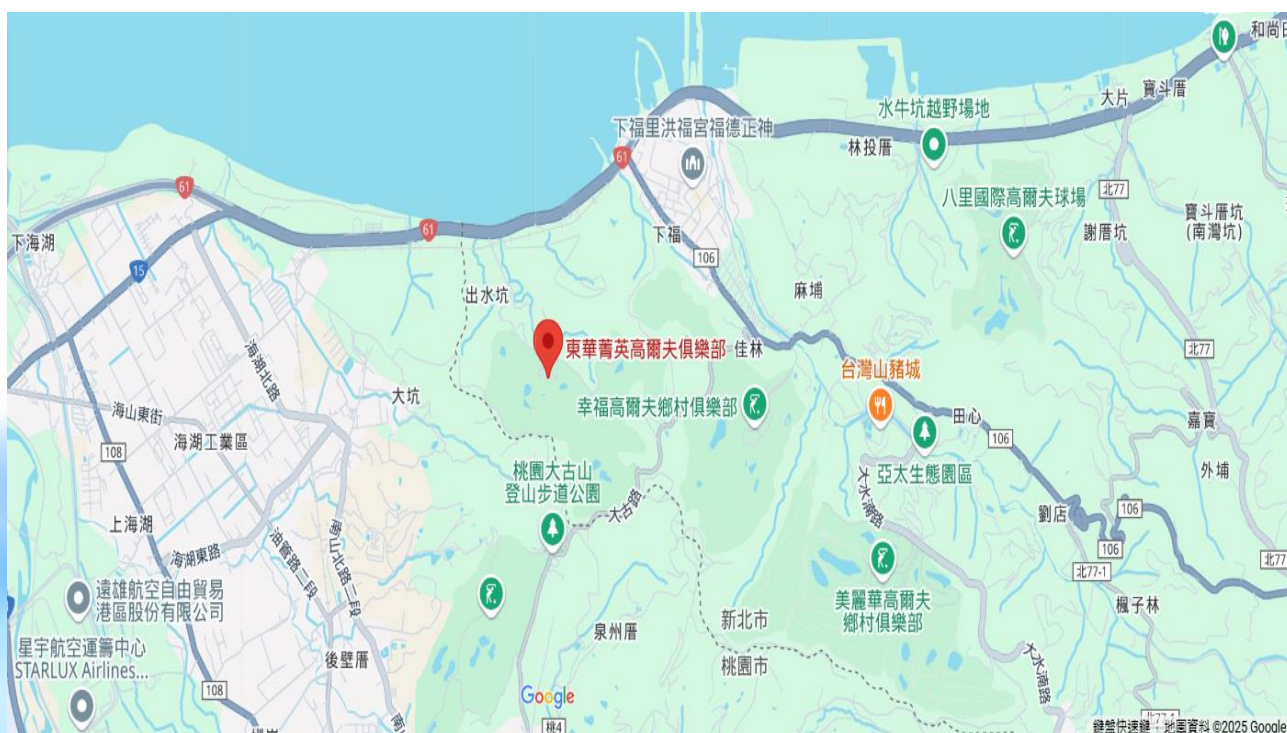 和尚
61
下福里洪福宮福德正神
水牛坑越野場地
大片
寶斗厝
61
林投厝
61
八里國際高爾夫球場
北77
寶斗厝坑
(南灣坑)
謝厝坑
下海湖
下福
106
15
出水坑
麻埔
東華菁英高爾夫俱樂部
佳林
北77
海湖北路
台灣山豬城
大坑
幸福高爾夫鄉村俱樂部
海山東街
田心
嘉寶
108
海湖工業區
106
亞太生態園區
外埔
桃園大古山
登山步道公園
大古路
劉店
106
上海湖
海湖東路
油管路二段
南山北路二段
106
大水湳路
北77-1
北77
遠雄航空自由貿易
港區股份有限公司
美麗華高爾夫
鄉村俱樂部
楓子林
新北市
泉州厝
星宇航空運籌中心
STARLUX Airlines...
後壁厝
桃園市
大水湳路
108
Google
桃4
北77-1
鍵盤快速鍵
地圖資料 ©2025 Google